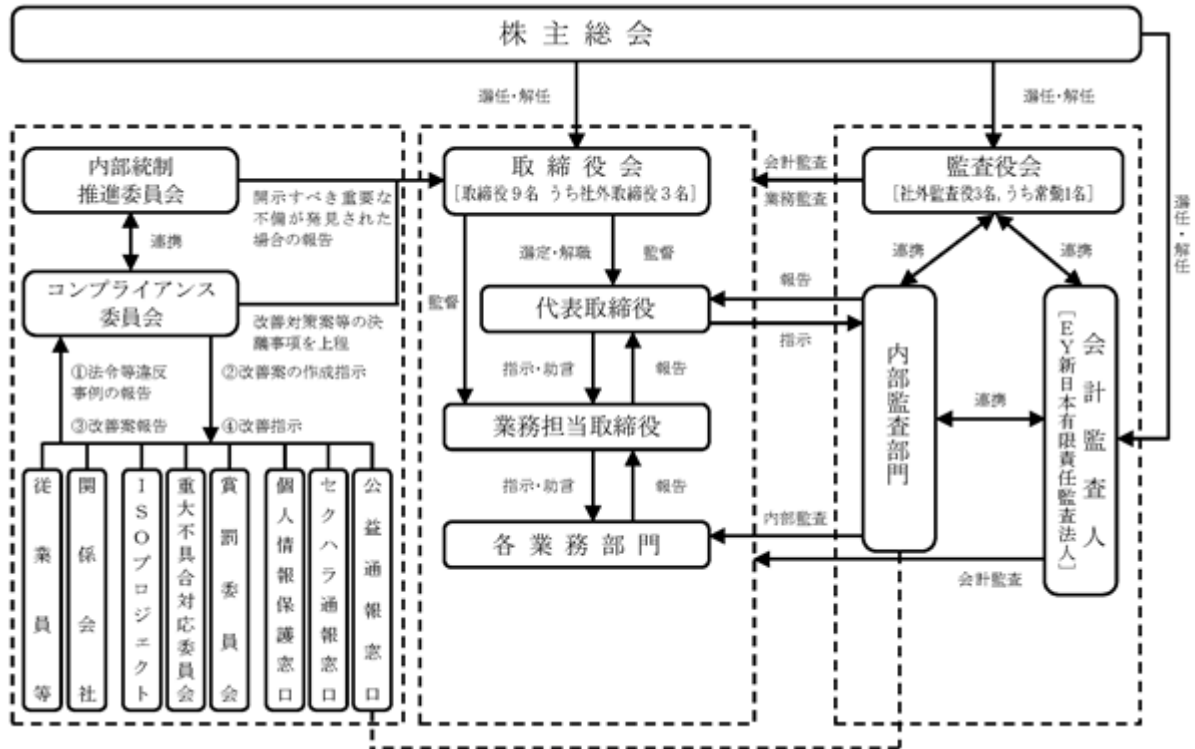 株主総会
選任・解任
選任・解任
選任・解任
内部統制
推進委員会
開示すべき重要な
不備が発見された
場合の報告
連携
コンプライアンス
委員会
改善対策案等の決
議事項を上程
①法令等違反
事例の報告
②改善案の作成指示
③改善案報告
④改善指示
従業員等
関係会社
ISOプロジェクト
重大不具合対応委員会
賞罰委員会
個人情報保護窓口
セクハラ通報窓口
公益通報窓口
取締役会
[取締役9名 うち社外取締役3名]
選定・解職
監督
監督
代表取締役
指示・助言
報告
業務担当取締役
指示・助言
報告
各業務部門
会計監査
業務監査
報告
指示
内部監査
会計監査
監査役会
[社外監査役3名,うち常勤1名]
連携
連携
内部監査部門
連携
会計監査人
[EY新日本有限責任監査法人]